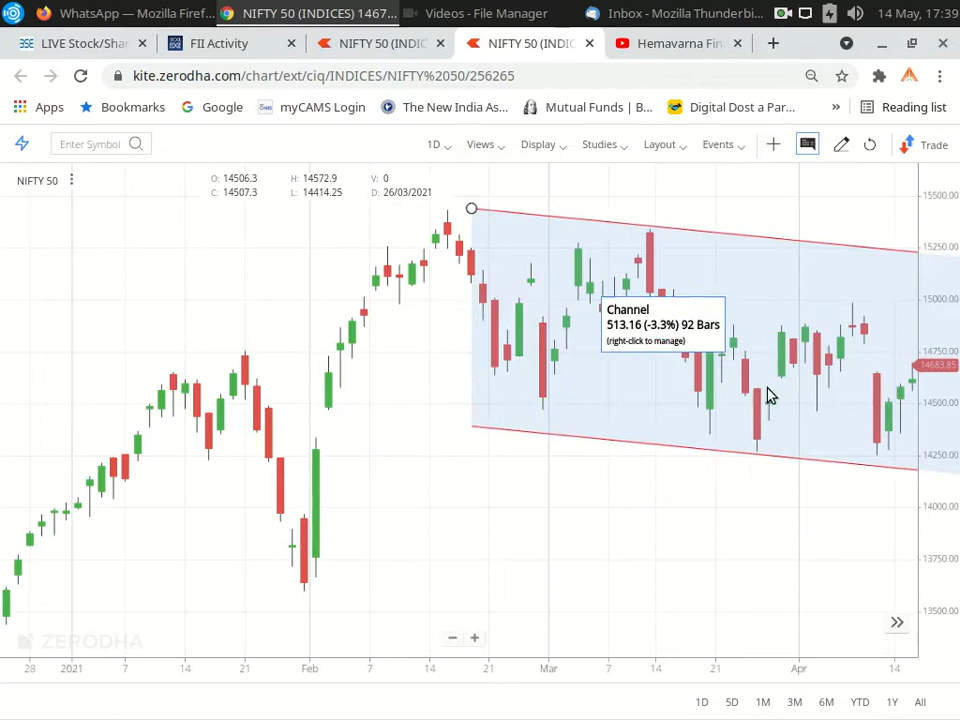 WhatsApp — Mozilla Firef... NIFTY 50 (INDICES) 1467... Videos - File Manager Inbox - Mozilla Thunderbi... 14 May, 17:39
LIVE Stock/Shar FII Activity NIFTY 50 (INDIC NIFTY 50 (INDIC Hemavarna Fin
kite.zerodha.com/chart/ext/ciq/INDICES/NIFTY%2050/256265
Apps Bookmarks Google myCAMS Login The New India As... Mutual Funds | B... Digital Dost a Par... » Reading list
Enter Symbol 1D Views Display Studies Layout Events Trade
NIFTY 50 O: 14506.3 H: 14572.9 V: 0
C: 14507.3 L: 14414.25 D: 26/03/2021
15500.00
15250.00
15000.00
Channel
513.16 (-3.3%) 92 Bars
(right-click to manage)
14750.00
14683.85
14500.00
14250.00
14000.00
13750.00
13500.00
ZERODHA
28 2021 7 14 21 Feb 7 14 21 Mar 7 14 21 Apr 14
1D 5D 1M 3M 6M YTD 1Y All